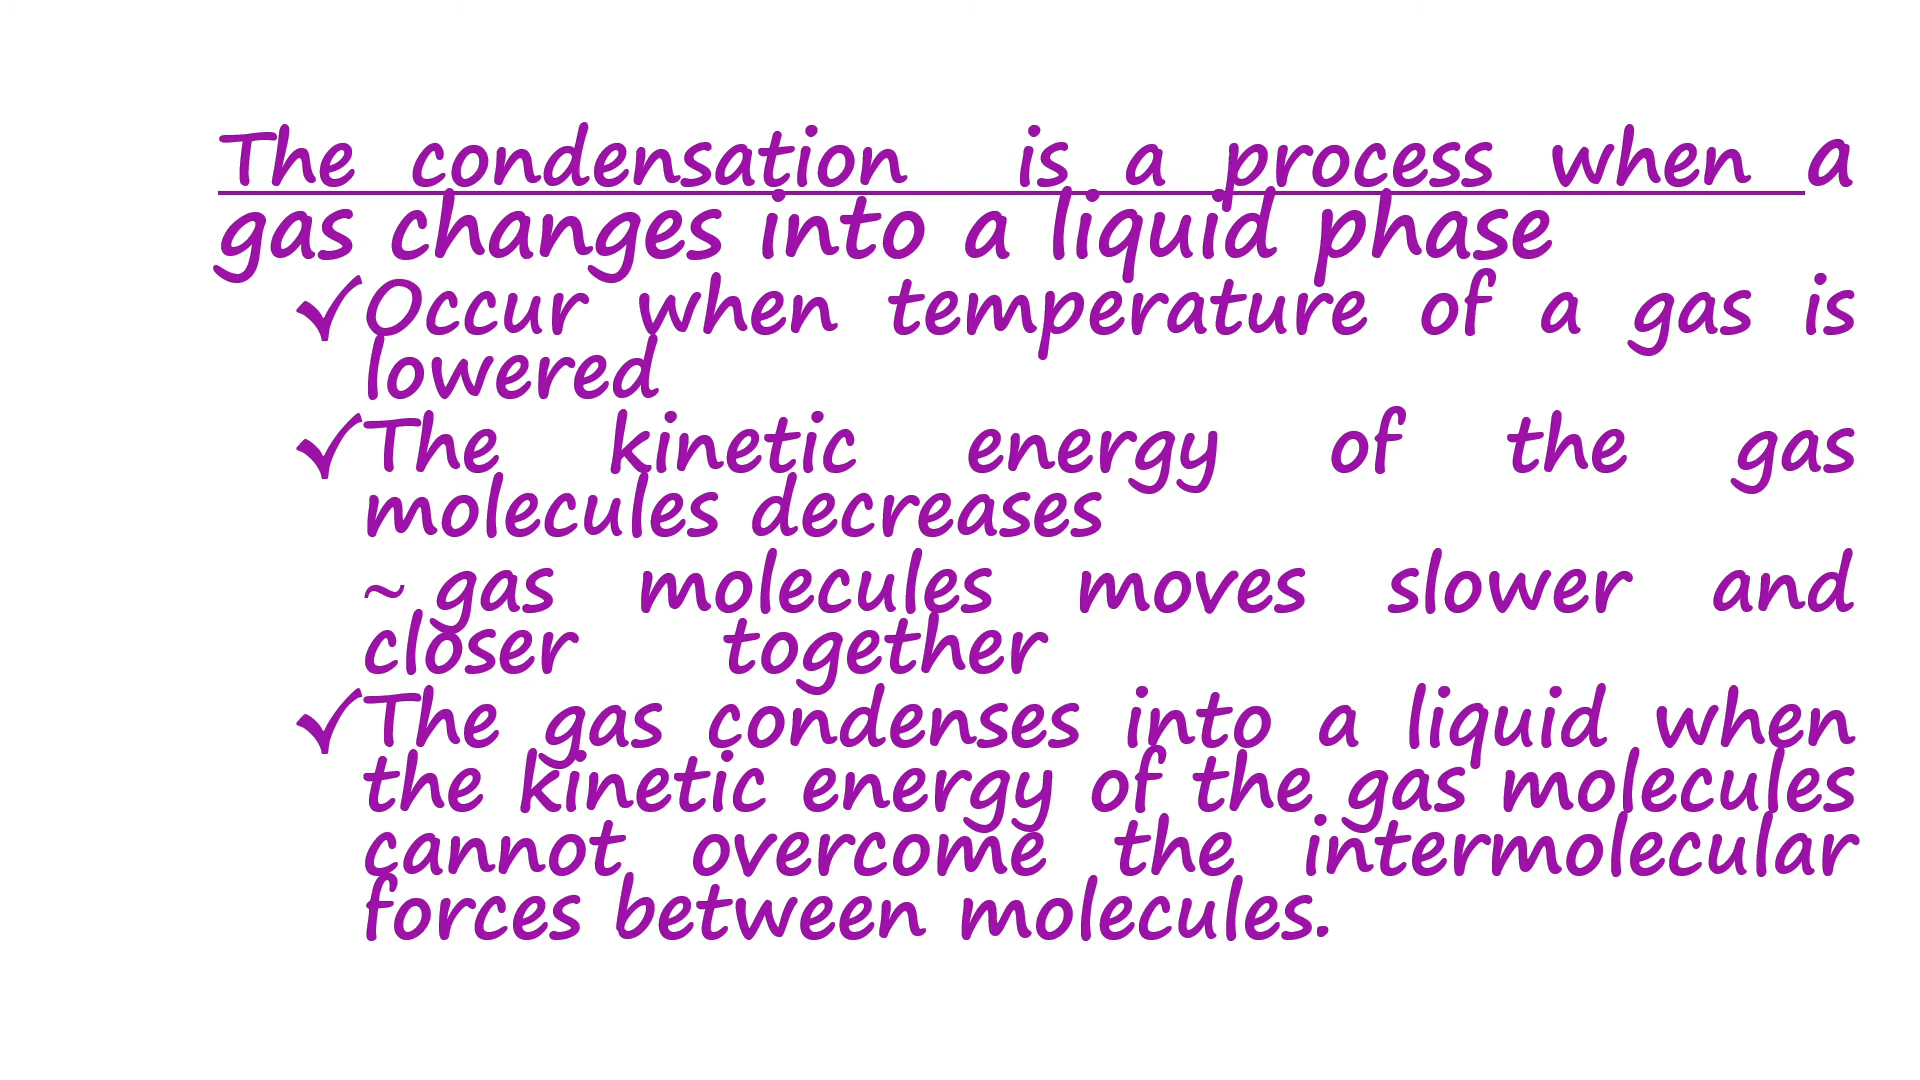 The condensation is a process when a
gas changes into a liquid phase
✓Occur when temperature of a gas is
lowered
✓The kinetic energy of the gas
molecules decreases
~ gas molecules moves slower and
closer together
✓The gas condenses into a liquid when
the kinetic energy of the gas molecules
cannot overcome the intermolecular
forces between molecules.